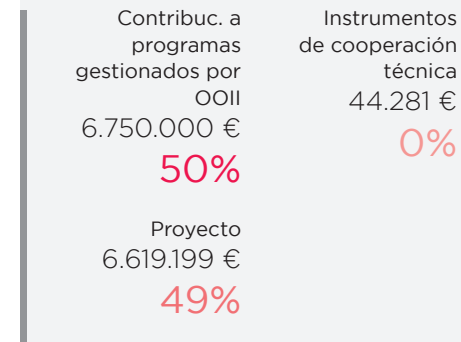 Contribuc. a
programas
gestionados por
OOII
6.750.000 €
50%
Proyecto
6.619.199 €
49%
Instrumentos
de cooperación
técnica
44.281 €
0%